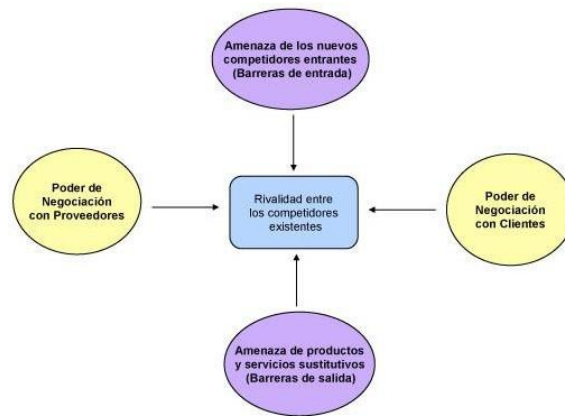 Amenaza de los nuevos
competidores entrantes
(Barreras de entrada)
Poder de
Negociación
con Proveedores
Rivalidad entre
los competidores
existentes
Poder de
Negociación
con Clientes
Amenaza de productos
y servicios sustitutivos
(Barreras de salida)